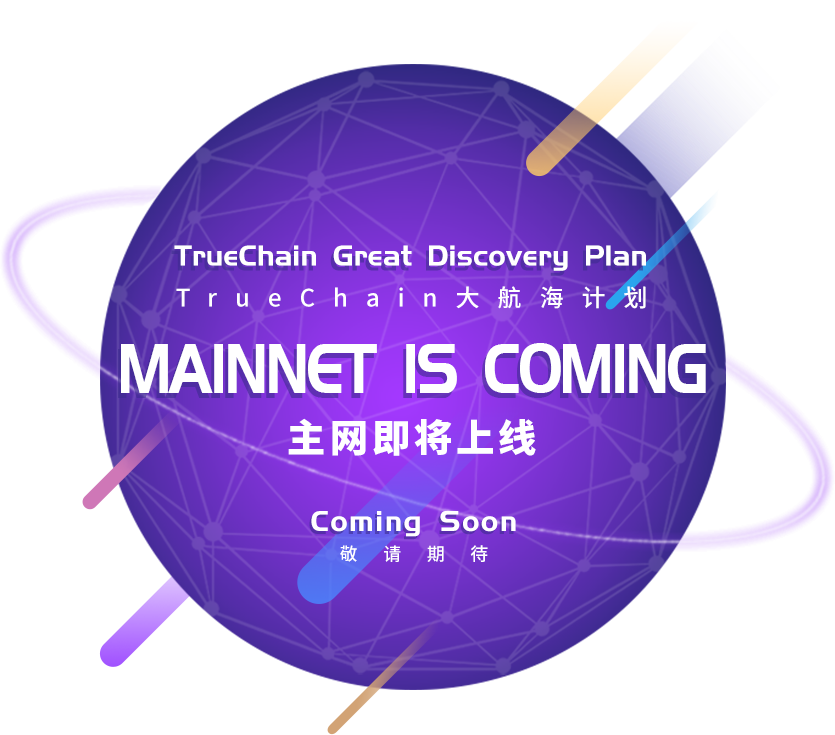 TrueChain Great Discovery Plan
TrueChain大航海计划
MAINNET IS COMING
主网即将上线
Coming Soon
敬请期待